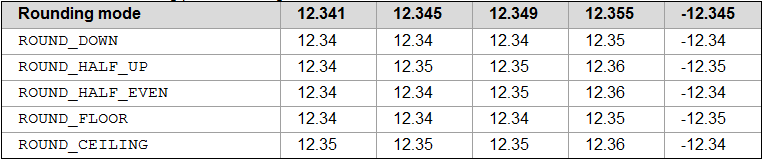 Rounding mode 12.341 12.345 12.349 12.355 -12.345
ROUND_DOWN 12.34 12.34 12.34 12.35 -12.34
ROUND_HALF_UP 12.34 12.35 12.35 12.36 -12.35
ROUND_HALF_EVEN 12.34 12.34 12.35 12.36 -12.34
ROUND_FLOOR 12.34 12.34 12.34 12.35 -12.35
ROUND_CEILING 12.35 12.35 12.35 12.36 -12.34